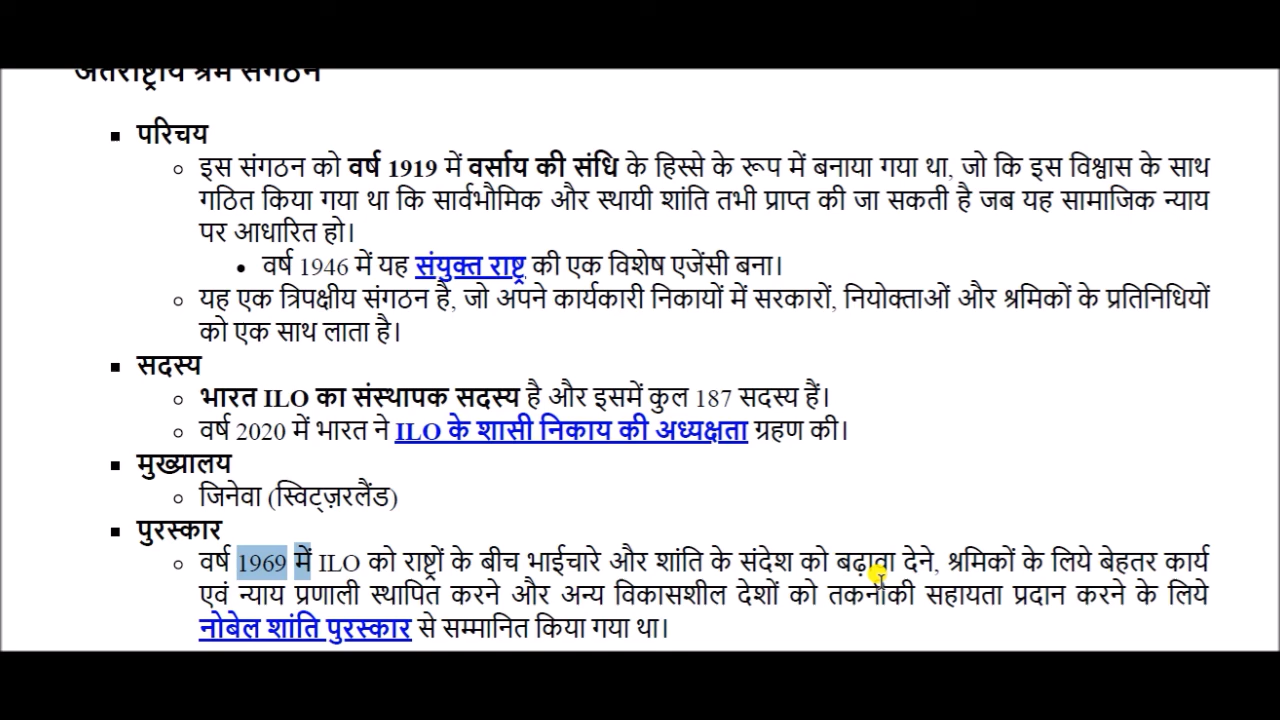 अंतर्राष्ट्रीय श्रम संगठन
परिचय
इस संगठन को वर्ष 1919 में वर्साय की संधि के हिस्से के रूप में बनाया गया था, जो कि इस विश्वास के साथ
गठित किया गया था कि सार्वभौमिक और स्थायी शांति तभी प्राप्त की जा सकती है जब यह सामाजिक न्याय
पर आधारित हो।
वर्ष 1946 में यह संयुक्त राष्ट्र की एक विशेष एजेंसी बना।
यह एक त्रिपक्षीय संगठन है, जो अपने कार्यकारी निकायों में सरकारों, नियोक्ताओं और श्रमिकों के प्रतिनिधियों
को एक साथ लाता है।
सदस्य
भारत ILO का संस्थापक सदस्य है और इसमें कुल 187 सदस्य हैं।
वर्ष 2020 में भारत ने ILO के शासी निकाय की अध्यक्षता ग्रहण की।
मुख्यालय
जिनेवा (स्विट्ज़रलैंड)
पुरस्कार
वर्ष 1969 में ILO को राष्ट्रों के बीच भाईचारे और शांति के संदेश को बढ़ावा देने, श्रमिकों के लिये बेहतर कार्य
एवं न्याय प्रणाली स्थापित करने और अन्य विकासशील देशों को तकनीकी सहायता प्रदान करने के लिये
नोबेल शांति पुरस्कार से सम्मानित किया गया था।